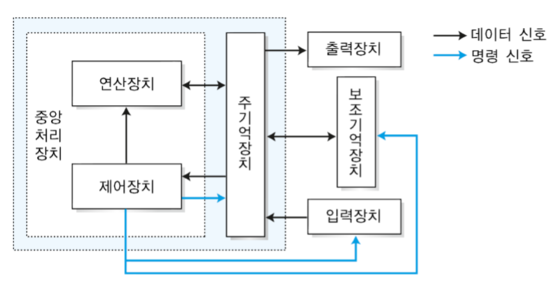 데이터 신호
명령 신호
출력장치
연산장치
중앙
처리
장치
주기억장치
보조기억장치
제어장치
입력장치